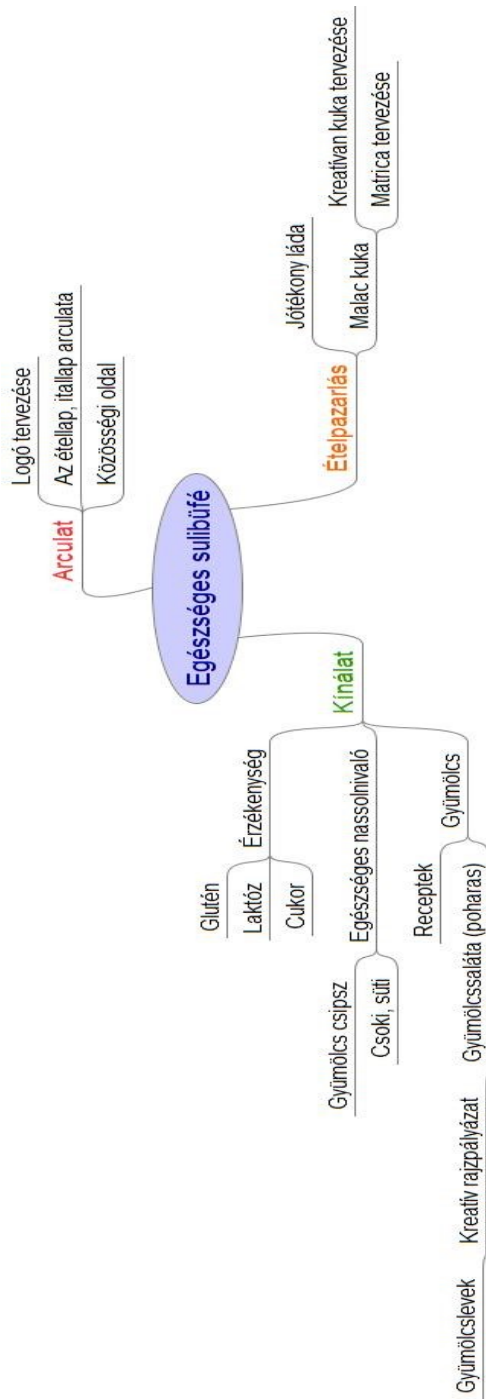 Egészséges sulibüfé
Arculat
Logó tervezése
Az étellap, itallap arculata
Közösségi oldal
Ételpazarlás
Jótékony láda
Malac kuka
Kreatívan kuka tervezése
Matrica tervezése
Kínálat
Érzékenység
Glutén
Laktóz
Cukor
Egészséges nassolnivaló
Gyümölcs csipsz
Csoki, süti
Gyümölcs
Receptek
Gyümölcssaláta (poharas)
Kreatív rajzpályázat
Gyümölcslevek